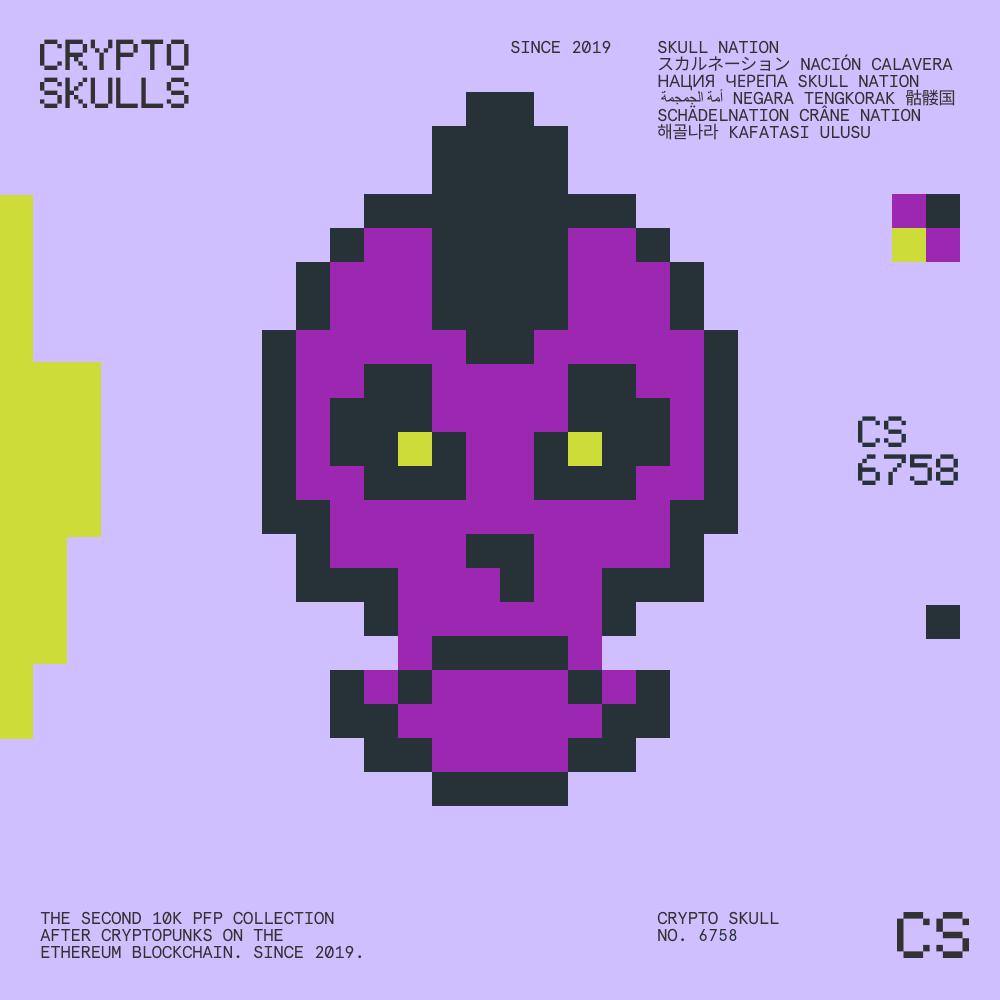 CRYPTO
SKULLS
SINCE 2019
SKULL NATION
スカルネーション NACIÓN CALAVERA
НАЦИЯ ЧЕРЕПА SKULL NATION
أمة الجمجمة NEGARA TENGKORAK 骷髅国
SCHÄDELNATION CRÂNE NATION
해골나라 KAFATASI ULUSU
CS
6758
THE SECOND 10K PFP COLLECTION
AFTER CRYPTOPUNKS ON THE
ETHEREUM BLOCKCHAIN. SINCE 2019.
CRYPTO SKULL
NO. 6758
CS